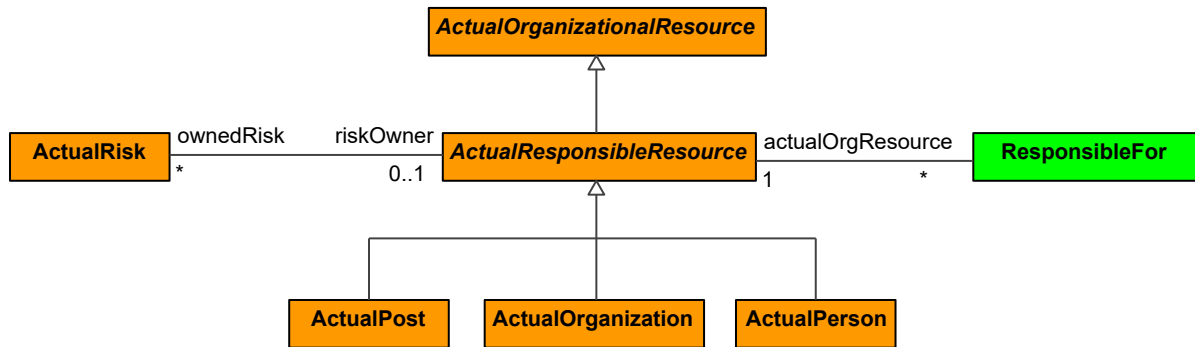 ActualOrganizationalResource
ownedRisk riskOwner actualOrgResource
ActualRisk ActualResponsibleResource ResponsibleFor
* 0..1 1 *
ActualPost ActualOrganization ActualPerson